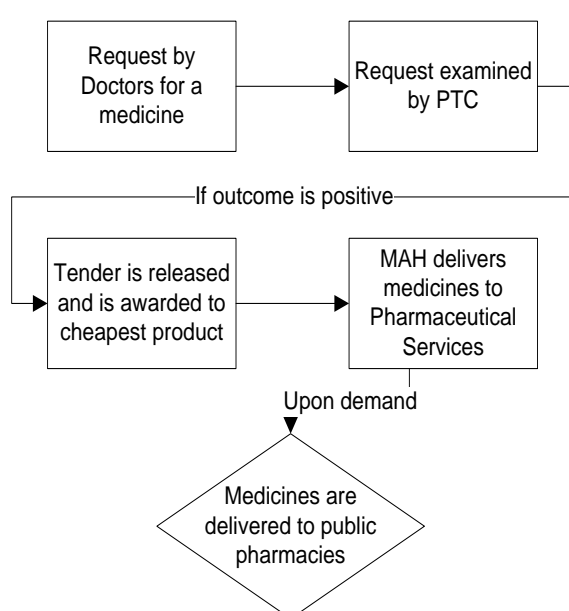 Request by
Doctors for a
medicine
Request examined
by PTC
If outcome is positive
Tender is released
and is awarded to
cheapest product
MAH delivers
medicines to
Pharmaceutical
Services
Upon demand
Medicines are
delivered to public
pharmacies